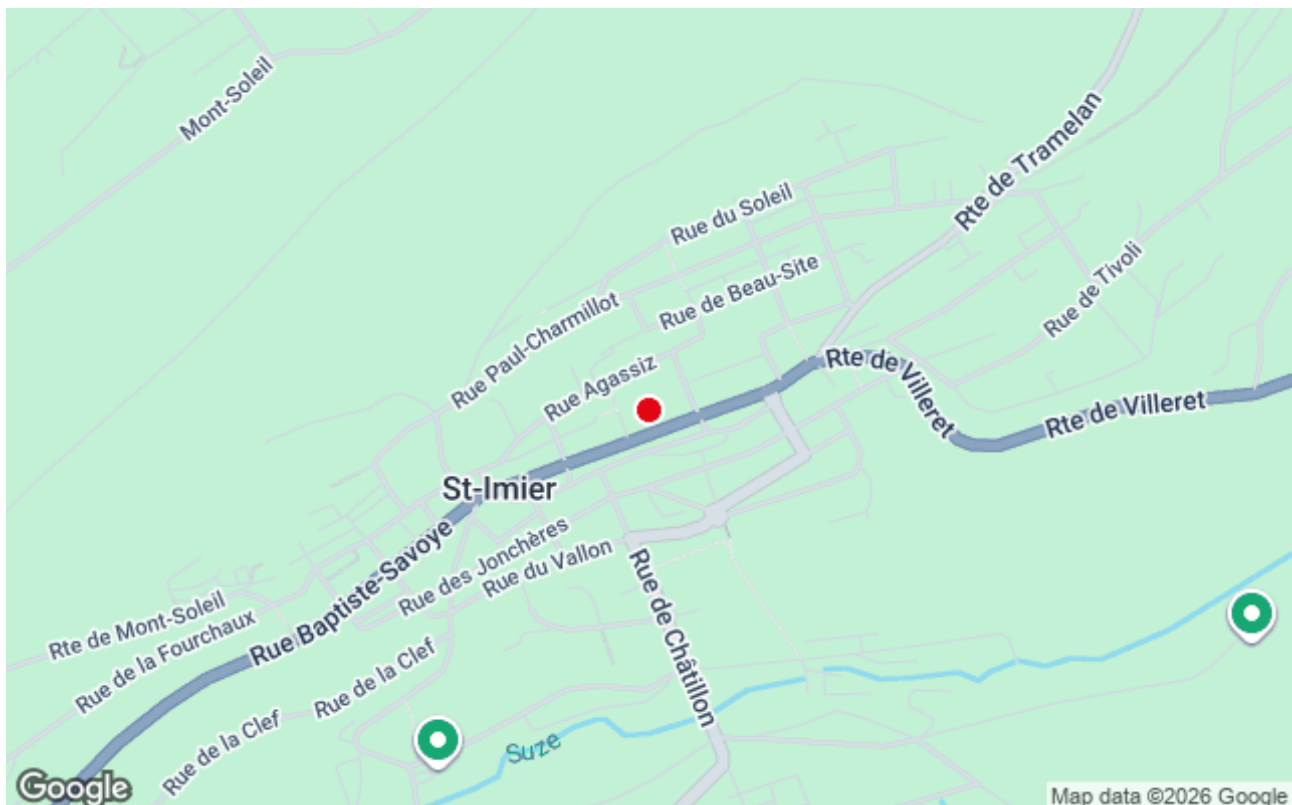 Mont-Soleil
Rte de Tramelan
Rue du Soleil
Rue de Tivoli
Rue de Beau-Site
Rue Paul-Charmillot
Rte de Villeret
Rue Agassiz
Rte de Villeret
St-Imier
Rue des Jonchères
Rue du Vallon
Rue Baptiste-Savoye
Rue de Châtillon
Rte de Mont-Soleil
Rue de la Fourchaux
Rue de la Clef
Rue de la Clef
Suze
Google
Map data ©2026 Google